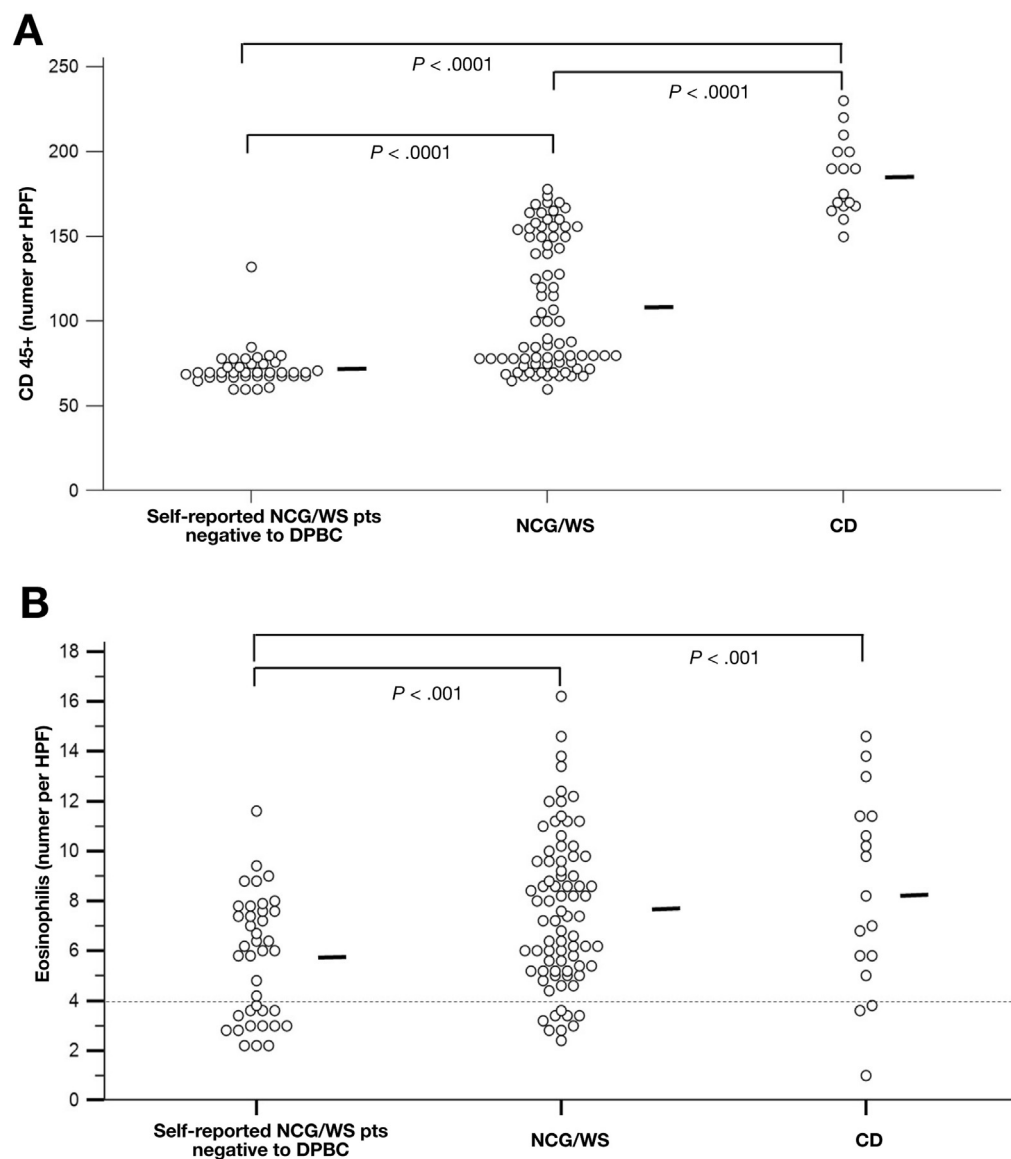 A
P < .0001
P < .0001
P < .0001
250
200
150
100
50
0
CD 45+ (numer per HPF)
Self-reported NCG/WS pts
negative to DPBC
NCG/WS
CD
B
P < .001
P < .001
18
16
14
12
10
8
6
4
2
0
Eosinophilis (numer per HPF)
Self-reported NCG/WS pts
negative to DPBC
NCG/WS
CD